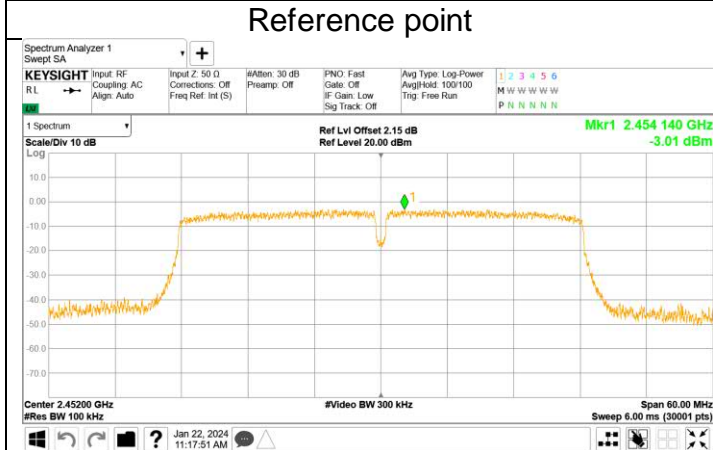 Reference point
Spectrum Analyzer 1
Swept SA
+
KEYSIGHT Input: RF Input Z: 50 Ω #Atten: 30 dB PNO: Fast Avg Type: Log-Power 1 2 3 4 5 6
RL Coupling: AC Corrections: Off Preamp: Off Gate: Off Avg|Hold: 100/100 M W W W W W
Align: Auto Freq Ref: Int (S) IF Gain: Low Trig: Free Run
Sig Track: Off P N N N N N
1 Spectrum Ref Lvl Offset 2.15 dB Mkr1 2.454 140 GHz
Scale/Div 10 dB Ref Level 20.00 dBm -3.01 dBm
Log
10.0
0.00
1
-10.0
-20.0
-30.0
-40.0
-50.0
-60.0
-70.0
Center 2.45200 GHz #Video BW 300 kHz Span 60.00 MHz
#Res BW 100 kHz Sweep 6.00 ms (30001 pts)
? Jan 22, 2024
11:17:51 AM